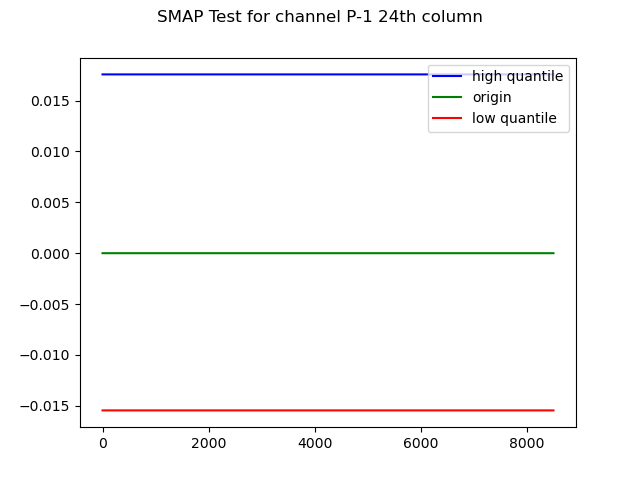 SMAP Test for channel P-1 24th column
high quantile
origin
low quantile
0.015
0.010
0.005
0.000
−0.005
−0.010
−0.015
0 2000 4000 6000 8000